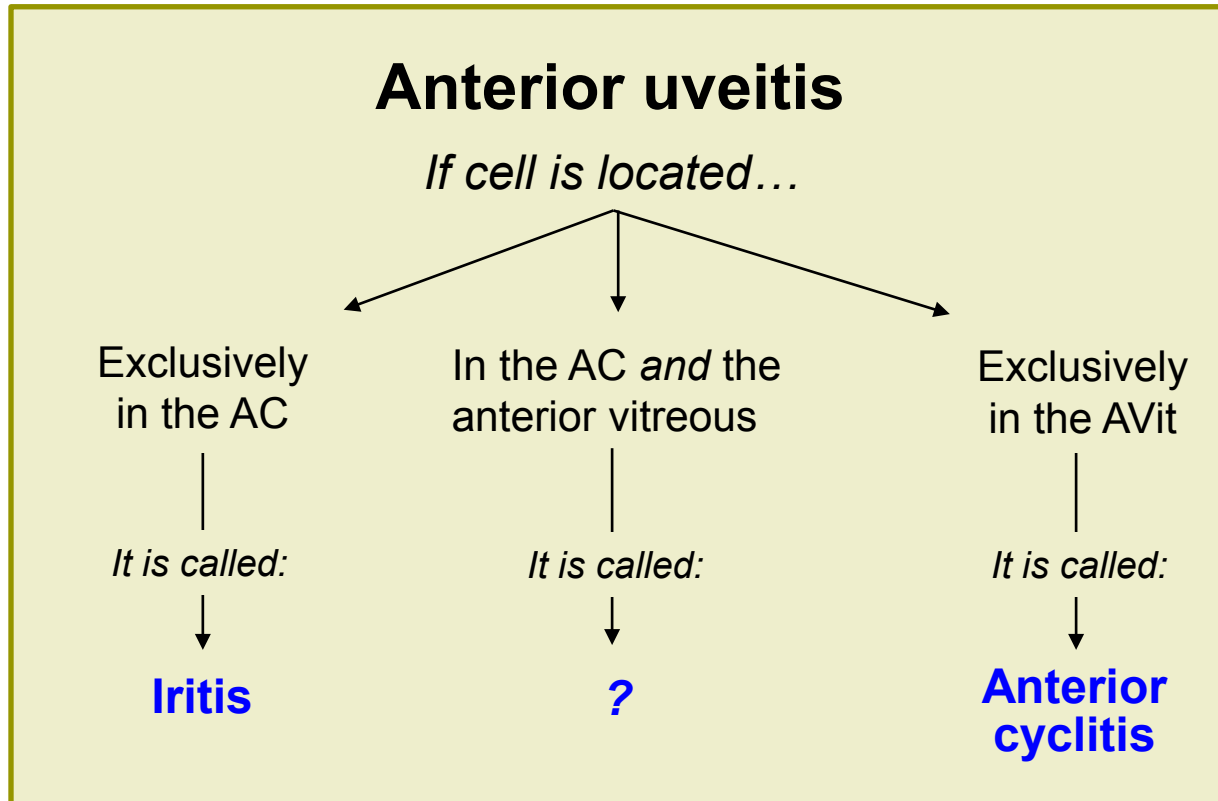 Anterior uveitis
If cell is located…
Exclusively
in the AC
In the AC and the
anterior vitreous
Exclusively
in the AVit
It is called:
It is called:
It is called:
Iritis
?
Anterior
cyclitis